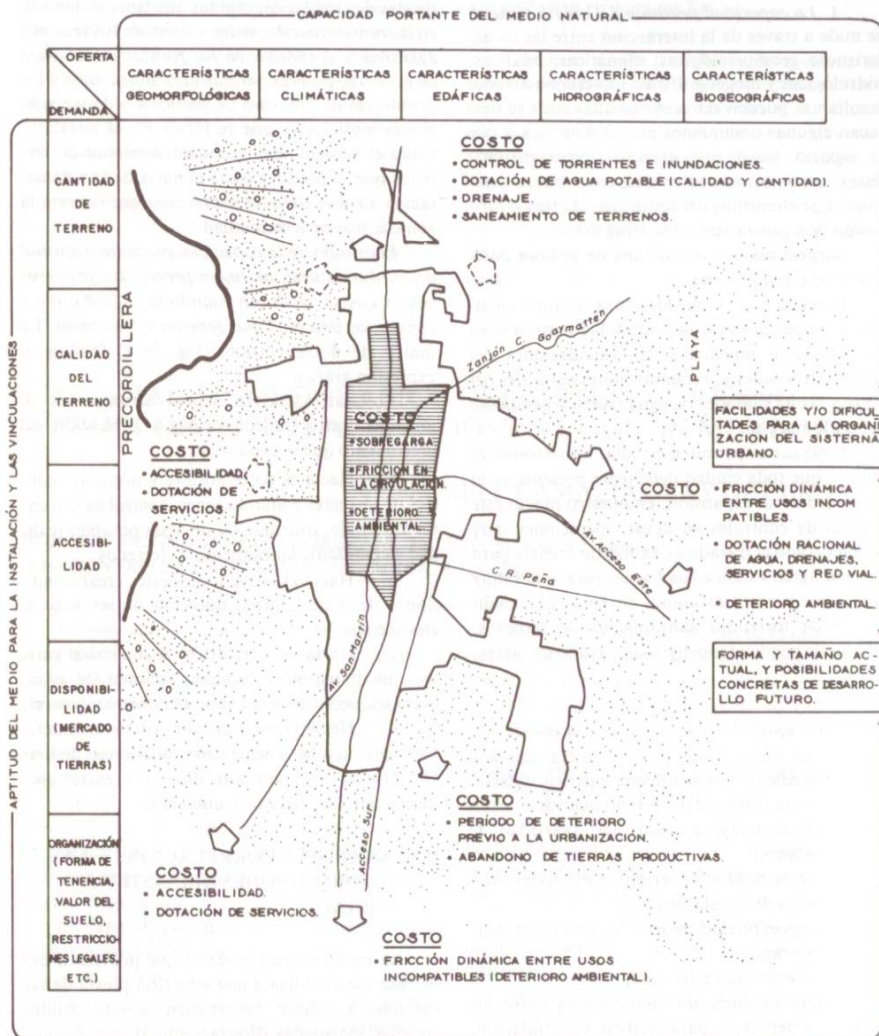 CAPACIDAD PORTANTE DEL MEDIO NATURAL
OFERTA
DEMANDA
CARACTERÍSTICAS
GEOMORFOLÓGICAS
CARACTERÍSTICAS
CLIMÁTICAS
CARACTERÍSTICAS
EDÁFICAS
CARACTERÍSTICAS
HIDROGRÁFICAS
CARACTERÍSTICAS
BIOGEOGRÁFICAS
APTITUD DEL MEDIO PARA LA INSTALACIÓN Y LAS VINCULACIONES
CANTIDAD
DE
TERRENO
CALIDAD
DEL
TERRENO
ACCESIBI-
LIDAD
DISPONIBI-
LIDAD
(MERCADO
DE
TIERRAS)
ORGANIZACIÓN
(FORMA DE
TENENCIA,
VALOR DEL
SUELO,
RESTRICCIO
NES LEGALES,
ETC.)
PRECORDILLERA
COSTO
• CONTROL DE TORRENTES E INUNDACIONES.
• DOTACIÓN DE AGUA POTABLE (CALIDAD Y CANTIDAD).
• DRENAJE.
• SANEAMIENTO DE TERRENOS.
Zanjón C. Guaymallén
PLAYA
COSTO
• SOBREGARGA
• FRICCION EN
LA CIRCULACION.
• DETERIORO
AMBIENTAL
COSTO
• ACCESIBILIDAD.
• DOTACIÓN DE
SERVICIOS.
FACILIDADES Y/O DIFICUL
TADES PARA LA ORGANI-
ZACION DEL SISTERNA
URBANO.
COSTO
• FRICCIÓN DINÁMICA
ENTRE USOS INCOM
PATIBLES.
• DOTACIÓN RACIONAL
DE AGUA, DRENAJES,
SERVICIOS Y RED VIAL.
• DETERIORO AMBIENTAL.
Av. Acceso Este
C. R. Peña
Av. San Martín
Acceso Sur
FORMA Y TAMAÑO AC-
TUAL, Y POSIBILIDADES
CONCRETAS DE DESARRO-
LLO FUTURO.
COSTO
• PERÍODO DE DETERIORO
PREVIO A LA URBANIZACIÓN.
• ABANDONO DE TIERRAS PRODUCTIVAS.
COSTO
• ACCESIBILIDAD.
• DOTACIÓN DE SERVICIOS.
COSTO
• FRICCIÓN DINÁMICA ENTRE USOS
INCOMPATIBLES (DETERIORO AMBIENTAL).